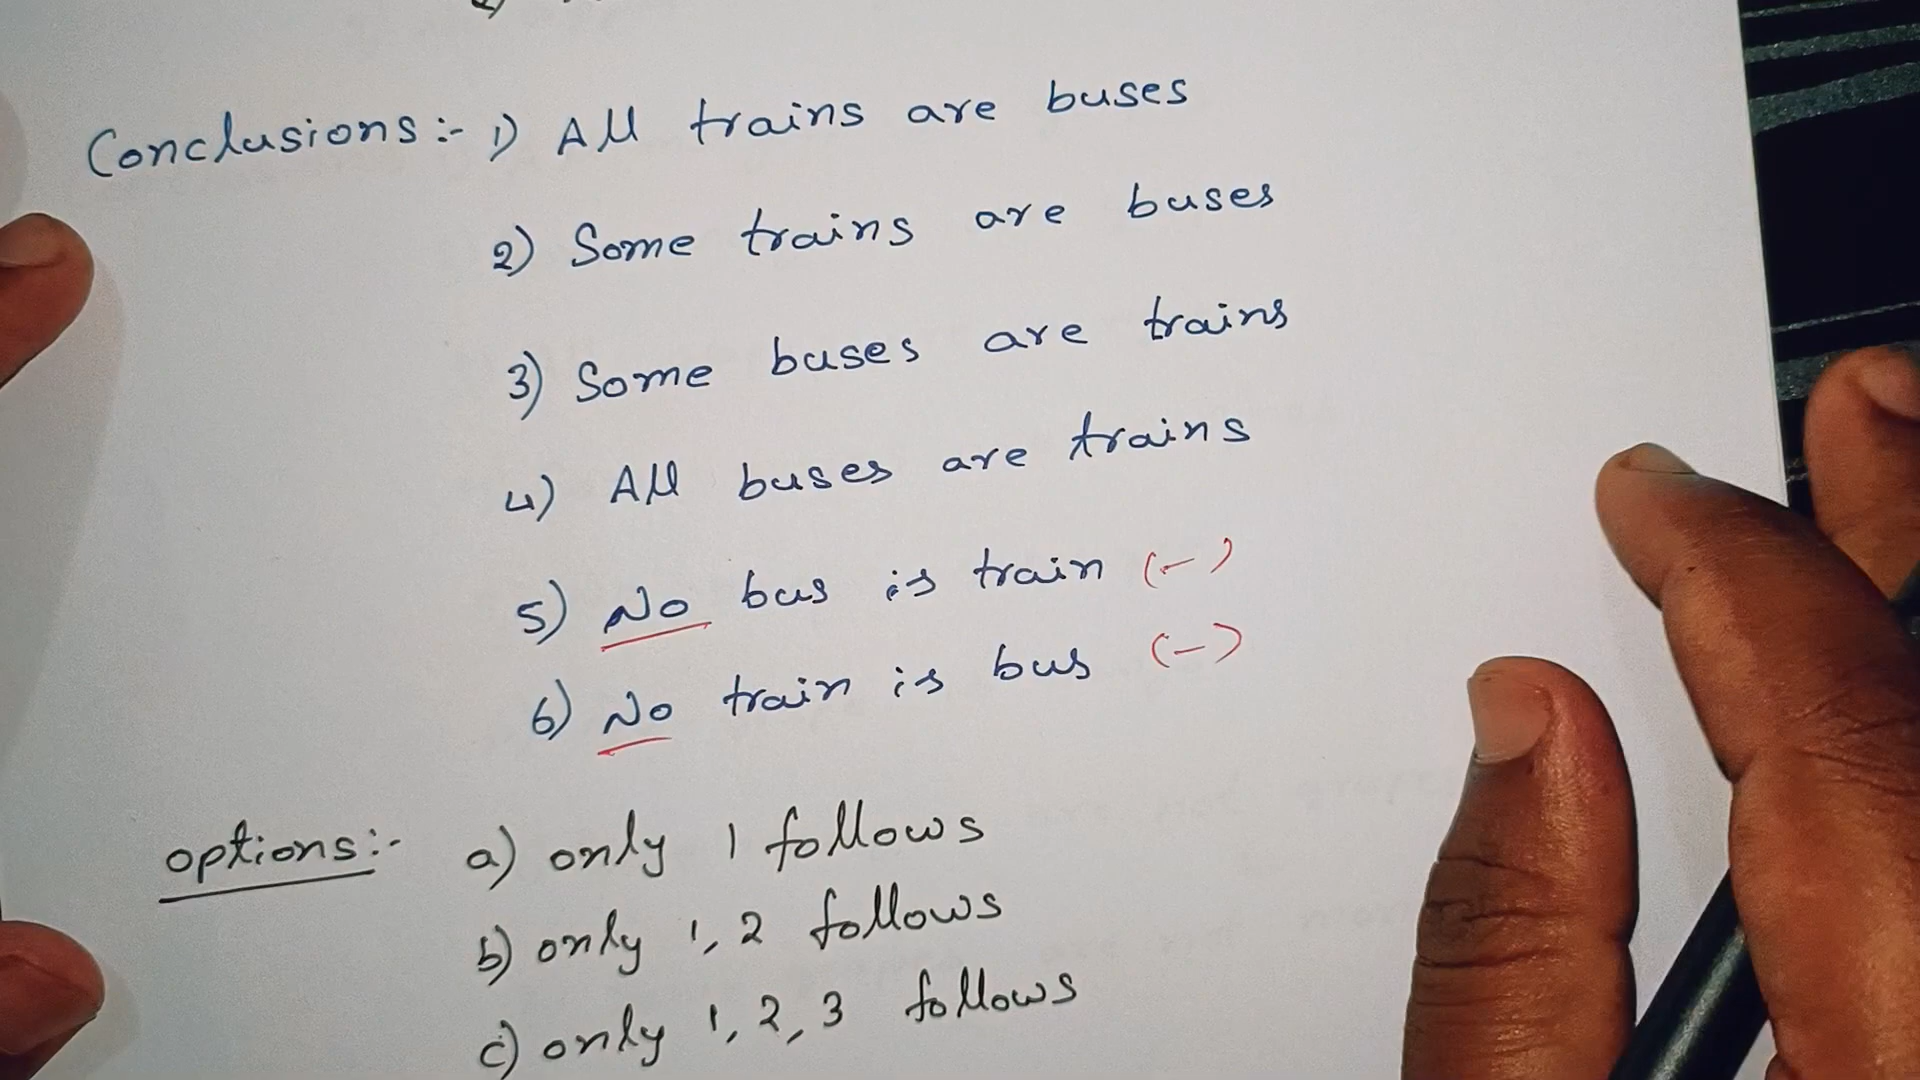 Conclusions:- 1) All trains are buses
2) Some trains are buses
3) Some buses are trains
4) All buses are trains
5) No bus is train (-)
6) No train is bus (-)
options:- a) only 1 follows
b) only 1, 2 follows
c) only 1, 2, 3 follows